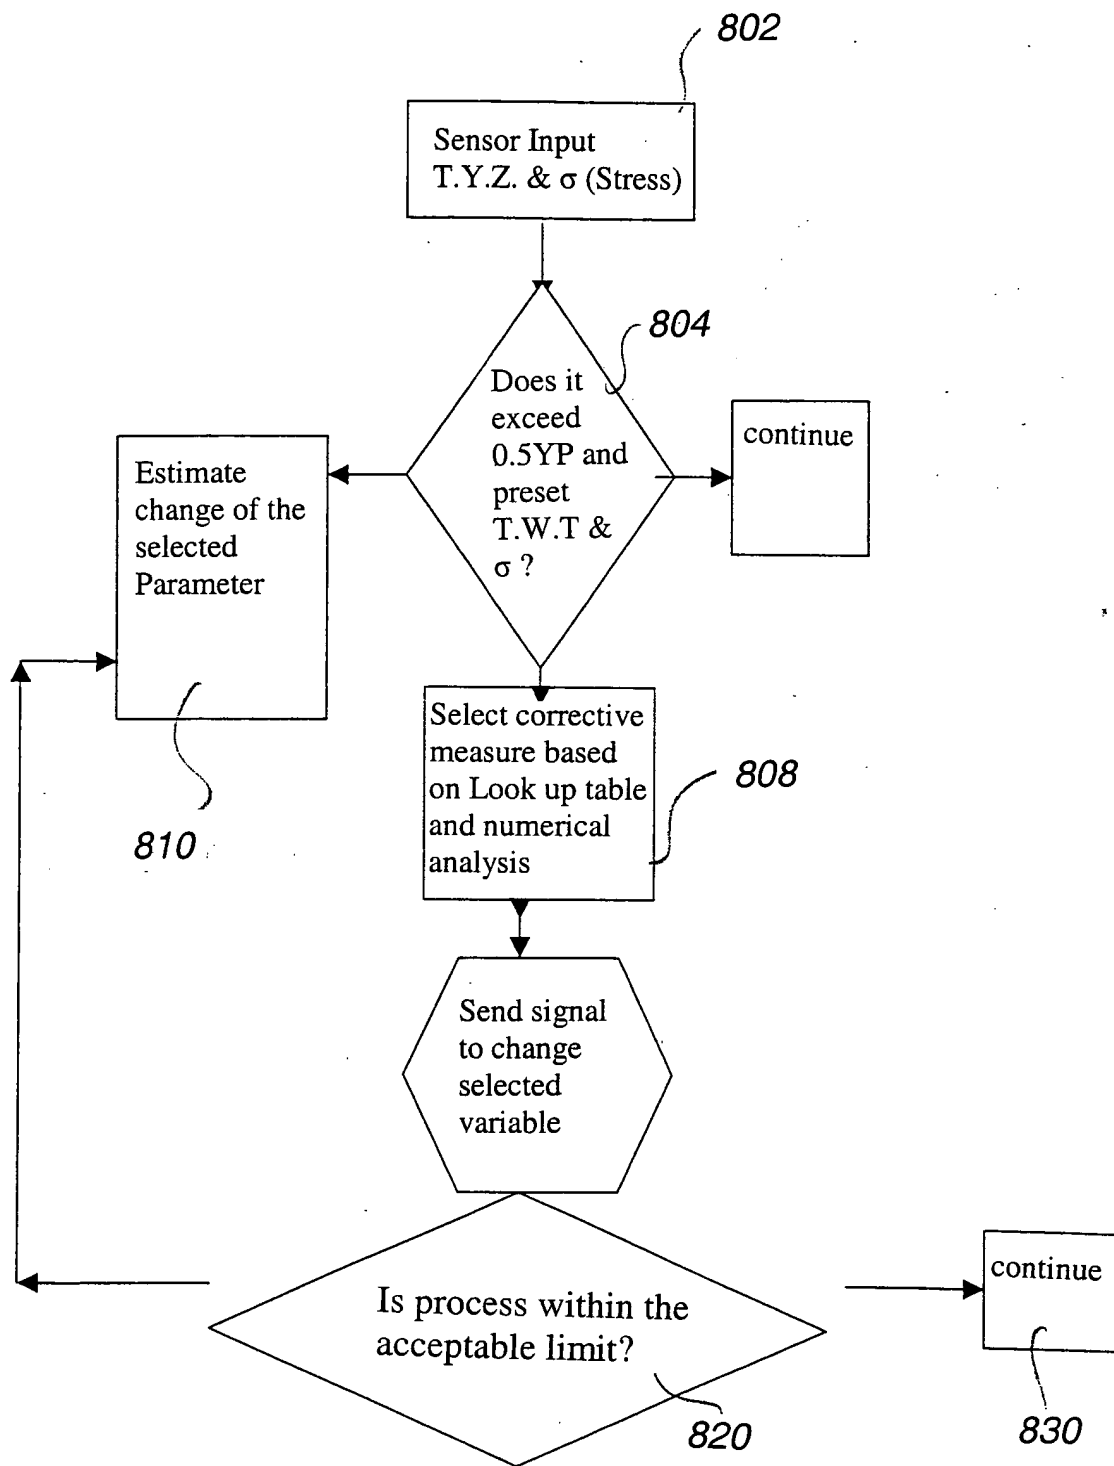 802
Sensor Input
T.Y.Z. & σ (Stress)
804
Does it
exceed
0.5YP and
preset
T.W.T &
σ ?
continue
Estimate
change of the
selected
Parameter
810
Select corrective
measure based
on Look up table
and numerical
analysis
808
Send signal
to change
selected
variable
Is process within the
acceptable limit?
820
continue
830